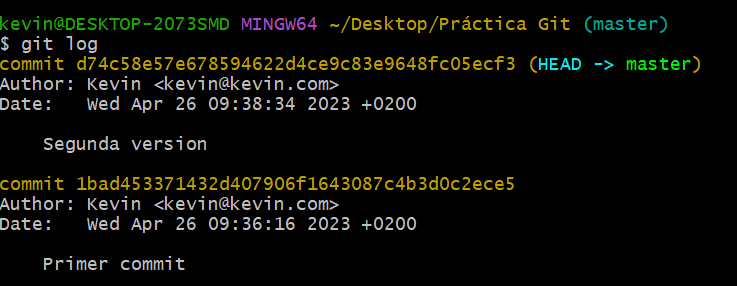 kevin@DESKTOP-2073SMD MINGW64 ~/Desktop/Práctica Git (master)
$ git log
commit d74c58e57e678594622d4ce9c83e9648fc05ecf3 (HEAD -> master)
Author: Kevin <kevin@kevin.com>
Date:   Wed Apr 26 09:38:34 2023 +0200
    Segunda version
commit 1bad453371432d407906f1643087c4b3d0c2ece5
Author: Kevin <kevin@kevin.com>
Date:   Wed Apr 26 09:36:16 2023 +0200
    Primer commit